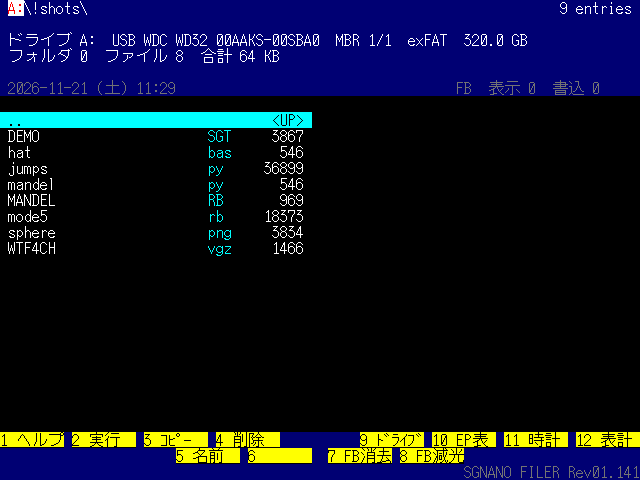 A:\!shots\ 9 entries
ドライブ A: USB WDC WD32 00AAKS-00SBA0 MBR 1/1 exFAT 320.0 GB
フォルダ 0 ファイル 8 合計 64 KB
2026-11-21 (土) 11:29 FB 表示 0 書込 0
.. <UP>
DEMO SGT 3867
hat bas 546
jumps py 36899
mandel py 546
MANDEL RB 969
mode5 rb 18373
sphere png 3834
WTF4CH vgz 1466
1 ヘルプ 2 実行 3 ｺﾋﾟｰ 4 削除 9 ﾄﾞﾗｲﾌﾞ 10 EP表 11 時計 12 表計
5 名前 6 7 FB消去 8 FB減光
SGNANO FILER Rev01.141